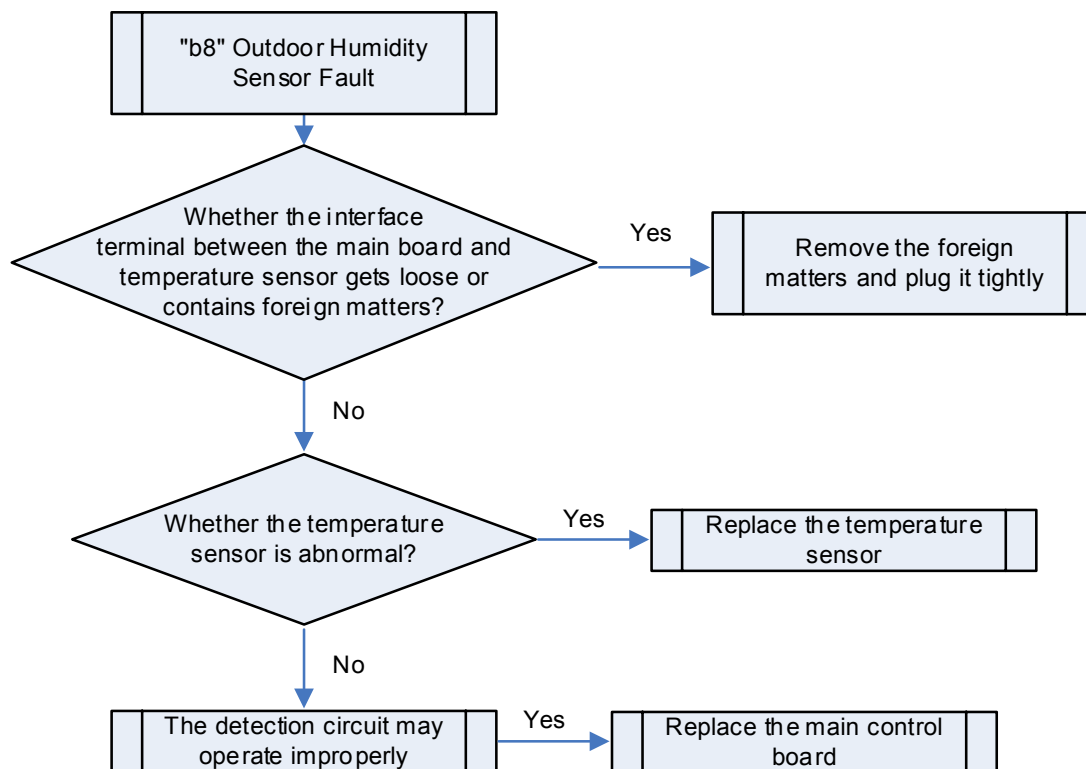 "b8" Outdoor Humidity
Sensor Fault
Whether the interface
terminal between the main board and
temperature sensor gets loose or
contains foreign matters?
Yes
Remove the foreign
matters and plug it tightly
No
Whether the temperature
sensor is abnormal?
Yes
Replace the temperature
sensor
No
The detection circuit may
operate improperly
Yes
Replace the main control
board